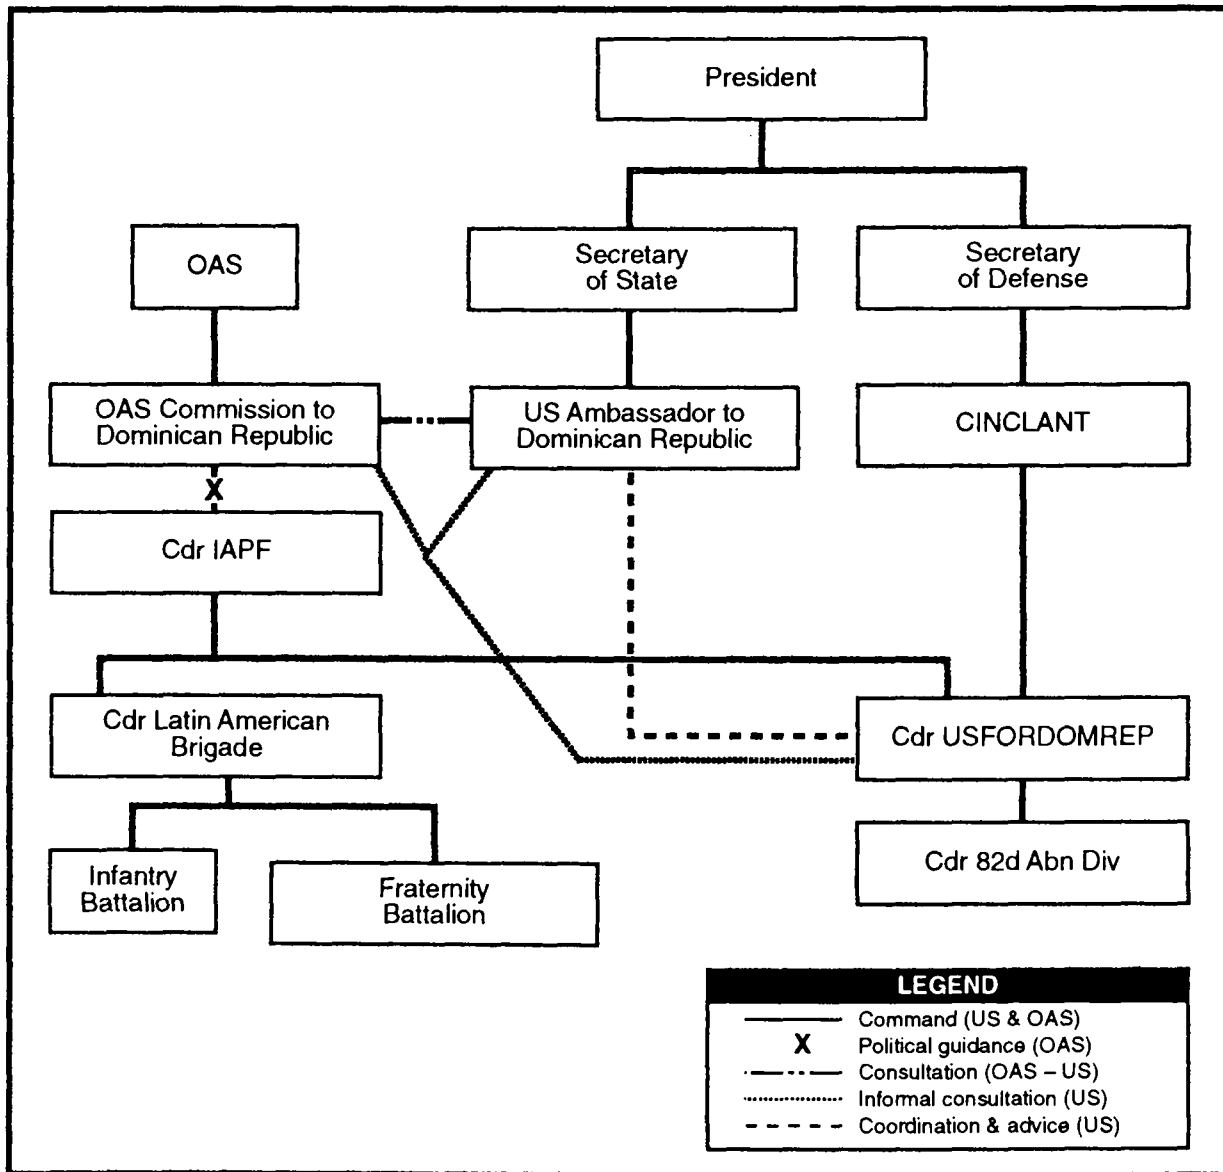 President
OAS
Secretary
of State
Secretary
of Defense
OAS Commission to
Dominican Republic
US Ambassador to
Dominican Republic
CINCLANT
X
Cdr IAPF
Cdr Latin American
Brigade
Cdr USFORDOMREP
Infantry
Battalion
Fraternity
Battalion
Cdr 82d Abn Div
LEGEND
Command (US & OAS)
X Political guidance (OAS)
Consultation (OAS – US)
Informal consultation (US)
Coordination & advice (US)